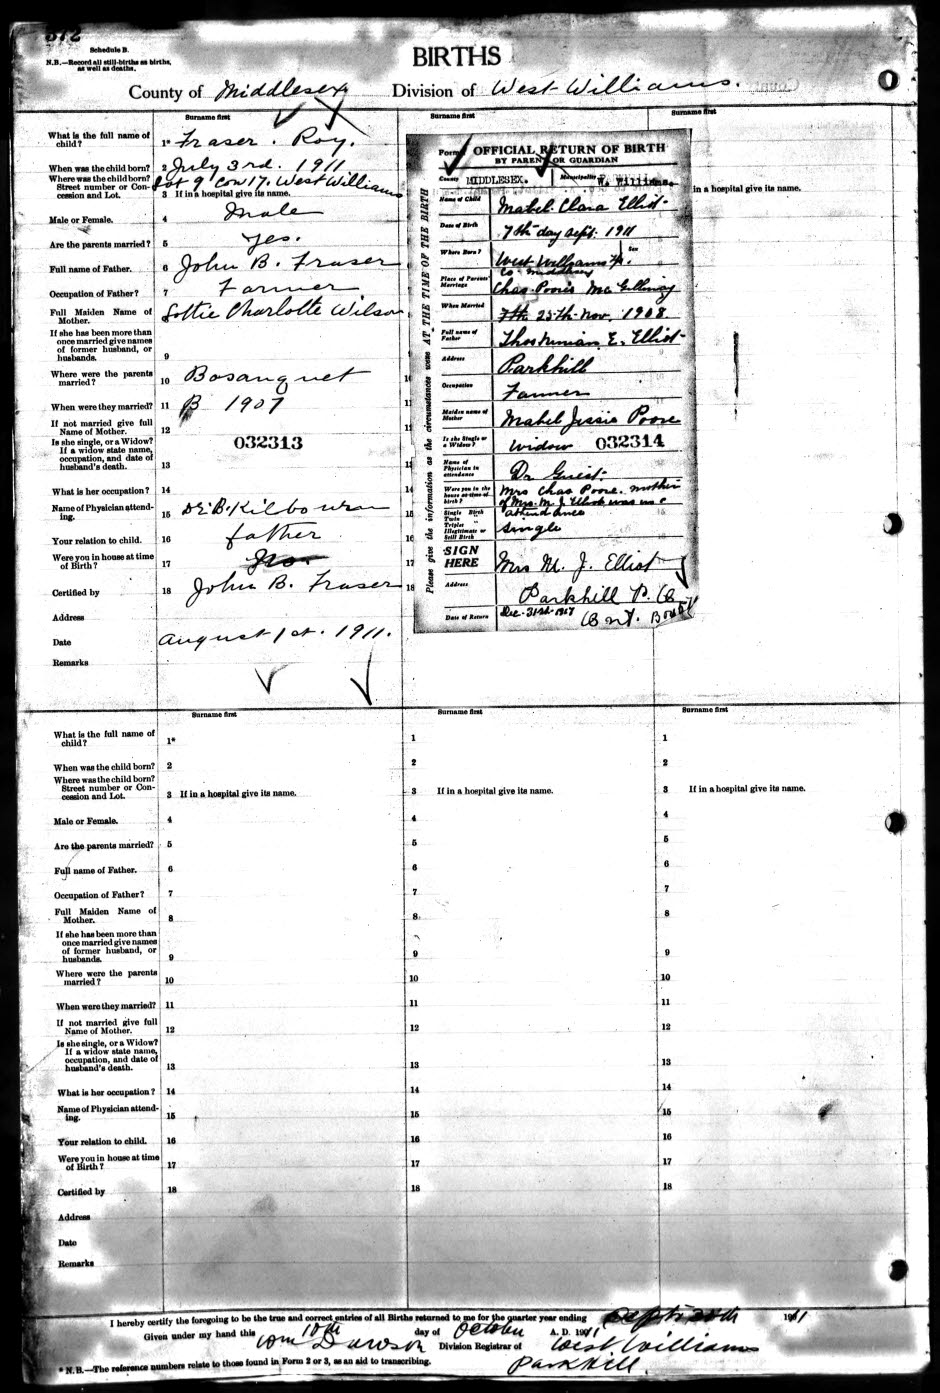 372
Schedule B.
N.B.—Record all still-births as births, as well as deaths.
BIRTHS
County of Middlesex Division of West Williams.
Surname first
What is the full name of child? 1* Fraser. Roy.
When was the child born? 2 July 3rd. 1911
Where was the child born? Street number or Concession and Lot. Lot 9 Con 17. West Williams
3 If in a hospital give its name.
Male or Female. 4 Male
Are the parents married? 5 Yes.
Full name of Father. 6 John B. Fraser
Occupation of Father? 7 Farmer
Full Maiden Name of Mother. Lottie Charlotte Wilson
If she has been more than once married give names of former husband, or husbands. 9
Where were the parents married? 10 Bosanquet
When were they married? 11 B 1907
If not married give full Name of Mother. 12
Is she single, or a Widow? If a widow state name, occupation, and date of husband's death. 13
032313
What is her occupation? 14
Name of Physician attending. 15 Dr. B. Kilbourn
Your relation to child. 16 father
Were you in house at time of Birth? 17 No.
Certified by 18 John B. Fraser
Address
Date August 1st. 1911.
Remarks
Surname first
Form
OFFICIAL RETURN OF BIRTH
BY PARENT OR GUARDIAN
County MIDDLESEX. Municipality W. Williams.
Name of Child Mabel Clara Elliot
Date of Birth 7th day Sept. 1911
Where Born? West Williams Tp.
Sex
Co. Middlesex
Place of Parents' Marriage Chas Poore's McGillivray
When Married 7th 25th Nov. 1908
Full name of Father E. Elliot
Address Parkhill
Occupation Farmer
Maiden name of Mother Mabel Jessie Poore
Is she Single or a Widow? Widow 032314
Name of Physician in attendance Dr Guest
Were you in the house at time of birth? Mrs Chas Poore. mother
of Mrs. M. J. Elliot was in
attendance
Single Birth Twin " Triplet " Illegitimate or Still Birth single
SIGN HERE Mrs M. J. Elliot
Address Parkhill P.O.
Ont.
Date of Return Dec. 31st-1917
Please give the information as the circumstances were AT THE TIME OF THE BIRTH
Surname first
in a hospital give its name.
Surname first
Surname first
Surname first
What is the full name of child? 1* 1 1
When was the child born? 2 2 2
Where was the child born? Street number or Concession and Lot. 3 If in a hospital give its name. 3 If in a hospital give its name. 3 If in a hospital give its name.
Male or Female. 4 4 4
Are the parents married? 5 5 5
Full name of Father. 6 6 6
Occupation of Father? 7 7 7
Full Maiden Name of Mother. 8 8 8
If she has been more than once married give names of former husband, or husbands. 9 9 9
Where were the parents married? 10 10 10
When were they married? 11 11 11
If not married give full Name of Mother. 12 12 12
Is she single, or a Widow? If a widow state name, occupation, and date of husband's death. 13 13 13
What is her occupation? 14 14 14
Name of Physician attending. 15 15 15
Your relation to child. 16 16 16
Were you in house at time of Birth? 17 17 17
Certified by 18 18 18
Address
Date
Remarks
I hereby certify the foregoing to be the true and correct entries of all Births returned to me for the quarter year ending Sept 30th 1911
Given under my hand this 10th day of October A. D. 1911
Wm Dawson Division Registrar of West Williams
Parkhill
* N.B.—The reference numbers relate to those found in Form 2 or 3, as an aid to transcribing.